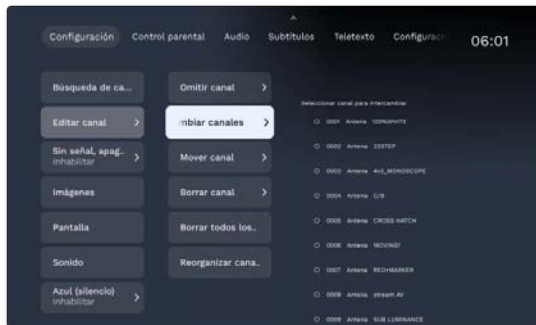 Configuración Control parental Audio Subtítulos Teletexto Configurac 06:01
Búsqueda de ca...
Editar canal
Sin señal, apag..
Inhabilitar
Imágenes
Pantalla
Sonido
Azul (silencio)
Inhabilitar
Omitir canal
mbiar canales
Mover canal
Borrar canal
Borrar todos los..
Reorganizar cana..
Seleccionar canal para intercambiar
0001 Antena 100%WHITE
0002 Antena 20STEP
0003 Antena 4x3_MONOSCOPE
0004 Antena C/B
0005 Antena CROSS HATCH
0006 Antena MOVING1
0007 Antena RED+MARKER
0008 Antena stream AV
0009 Antena SUB LUMINANCE